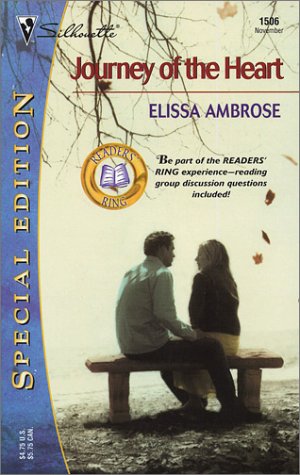 Silhouette®
1506
November
Journey of the Heart
ELISSA AMBROSE
READERS'
RING
Be part of the READERS'
RING experience—reading
group discussion questions
included!
SPECIAL EDITION
$4.75 U.S.
$5.75 CAN.